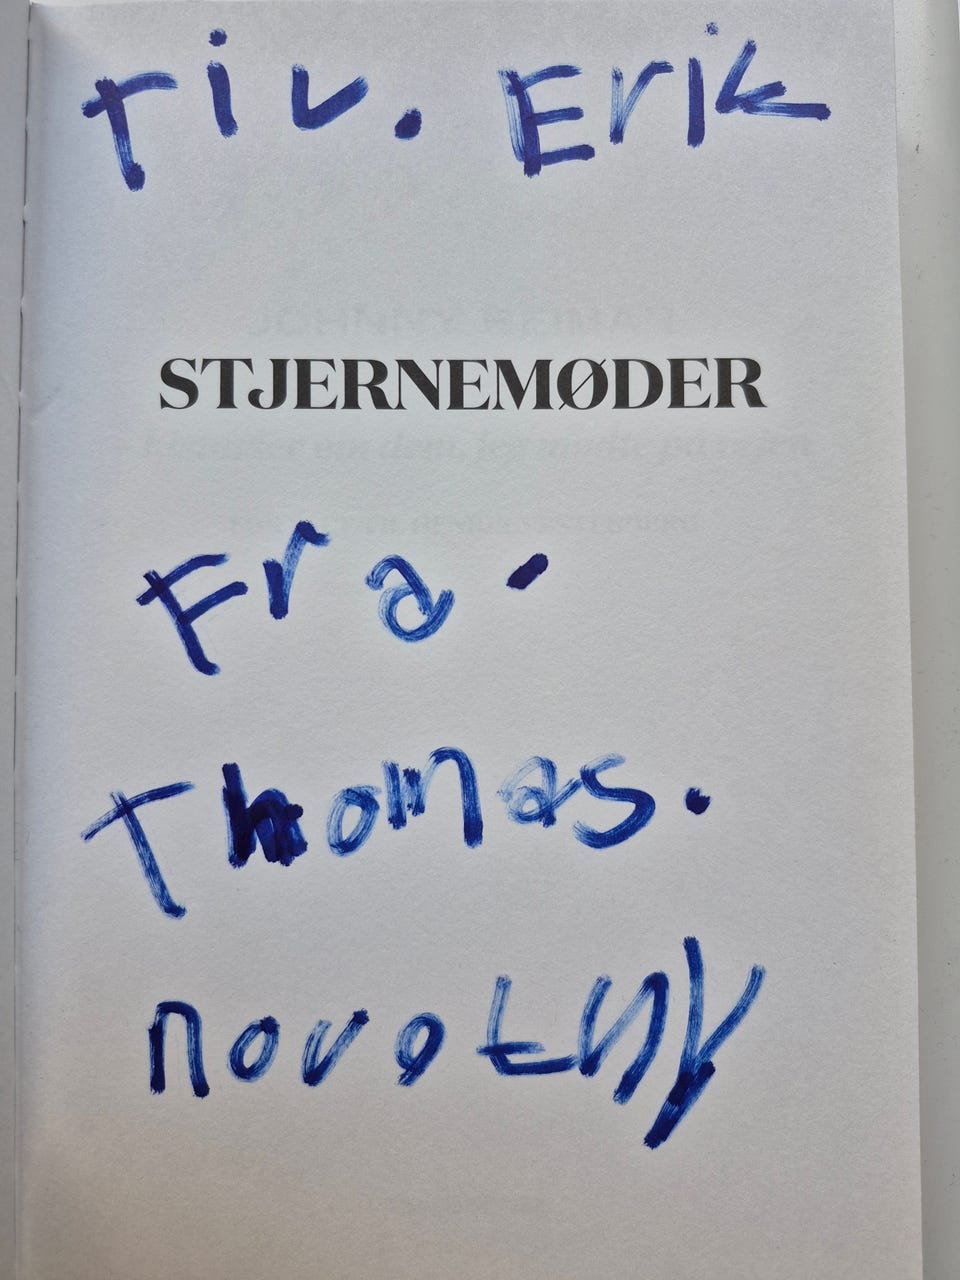 Til. Erik
STJERNEMØDER
Fra.
Thomas.
novotny